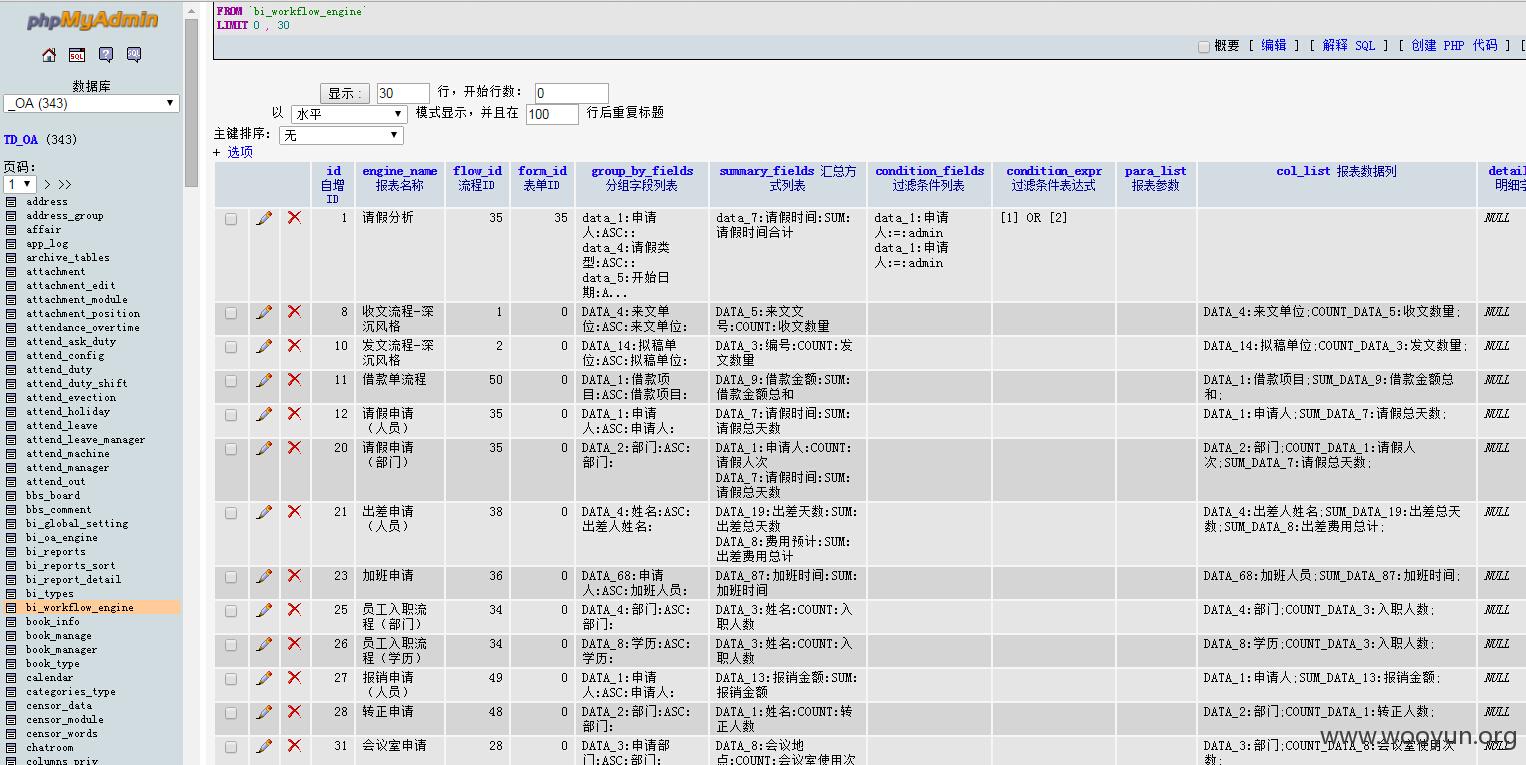 phpMyAdmin
数据库
_OA (343)
TD_OA (343)
页码:
1 > >>
address
address_group
affair
app_log
archive_tables
attachment
attachment_edit
attachment_module
attachment_position
attendance_overtime
attend_ask_duty
attend_config
attend_duty
attend_duty_shift
attend_evection
attend_holiday
attend_leave
attend_leave_manager
attend_machine
attend_manager
attend_out
bbs_board
bbs_comment
bi_global_setting
bi_oa_engine
bi_reports
bi_reports_sort
bi_report_detail
bi_types
bi_workflow_engine
book_info
book_manage
book_manager
book_type
calendar
categories_type
censor_data
censor_module
censor_words
chatroom
columns_priv
FROM `bi_workflow_engine`
LIMIT 0 , 30
概要 [ 编辑 ] [ 解释 SQL ] [ 创建 PHP 代码 ] [
显示 : 30 行，开始行数: 0
以 水平 模式显示，并且在 100 行后重复标题
主键排序: 无
+ 选项
id 自增ID engine_name 报表名称 flow_id 流程ID form_id 表单ID group_by_fields 分组字段列表 summary_fields 汇总方式列表 condition_fields 过滤条件列表 condition_expr 过滤条件表达式 para_list 报表参数 col_list 报表数据列 detail 明细字
1 请假分析 35 35 data_1:申请人:ASC:: data_4:请假类型:ASC:: data_5:开始日期:A... data_7:请假时间:SUM:请假时间合计 data_1:申请人:=:admin data_1:申请人:=:admin [1] OR [2] NULL
8 收文流程-深沉风格 1 0 DATA_4:来文单位:ASC:来文单位: DATA_5:来文文号:COUNT:收文数量 DATA_4:来文单位;COUNT_DATA_5:收文数量; NULL
10 发文流程-深沉风格 2 0 DATA_14:拟稿单位:ASC:拟稿单位: DATA_3:编号:COUNT:发文数量 DATA_14:拟稿单位;COUNT_DATA_3:发文数量; NULL
11 借款单流程 50 0 DATA_1:借款项目:ASC:借款项目: DATA_9:借款金额:SUM:借款金额总和 DATA_1:借款项目;SUM_DATA_9:借款金额总和; NULL
12 请假申请（人员） 35 0 DATA_1:申请人:ASC:申请人: DATA_7:请假时间:SUM:请假总天数 DATA_1:申请人;SUM_DATA_7:请假总天数; NULL
20 请假申请（部门） 35 0 DATA_2:部门:ASC:部门: DATA_1:申请人:COUNT:请假人次 DATA_7:请假时间:SUM:请假总天数 DATA_2:部门;COUNT_DATA_1:请假人次;SUM_DATA_7:请假总天数; NULL
21 出差申请（人员） 38 0 DATA_4:姓名:ASC:出差人姓名: DATA_19:出差天数:SUM:出差总天数 DATA_8:费用预计:SUM:出差费用总计 DATA_4:出差人姓名;SUM_DATA_19:出差总天数;SUM_DATA_8:出差费用总计; NULL
23 加班申请 36 0 DATA_68:申请人:ASC:加班人员: DATA_87:加班时间:SUM:加班时间 DATA_68:加班人员;SUM_DATA_87:加班时间; NULL
25 员工入职流程（部门） 34 0 DATA_4:部门:ASC:部门: DATA_3:姓名:COUNT:入职人数 DATA_4:部门;COUNT_DATA_3:入职人数; NULL
26 员工入职流程（学历） 34 0 DATA_8:学历:ASC:学历: DATA_3:姓名:COUNT:入职人数 DATA_8:学历;COUNT_DATA_3:入职人数; NULL
27 报销申请（人员） 49 0 DATA_1:申请人:ASC:申请人: DATA_13:报销金额:SUM:报销金额 DATA_1:申请人;SUM_DATA_13:报销金额; NULL
28 转正申请 48 0 DATA_2:部门:ASC:部门: DATA_1:姓名:COUNT:转正人数 DATA_2:部门;COUNT_DATA_1:转正人数; NULL
31 会议室申请 28 0 DATA_3:申请部门:ASC:部门: DATA_8:会议地点:COUNT:会议室使用次 DATA_3:部门;COUNT_DATA_8:会议室使用次数; NULL
www.wooyun.org